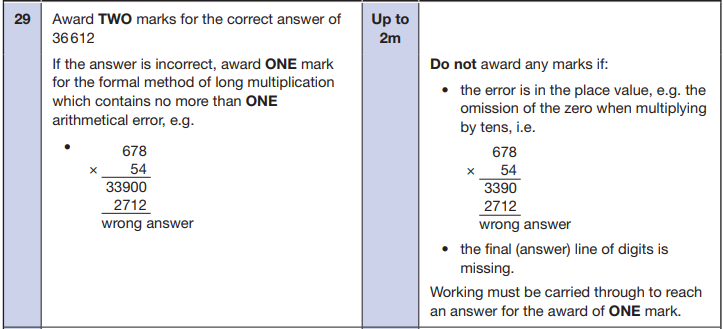 29
Award TWO marks for the correct answer of
36 612
If the answer is incorrect, award ONE mark
for the formal method of long multiplication
which contains no more than ONE
arithmetical error, e.g.
• 678
× 54
33900
2712
wrong answer
Up to
2m
Do not award any marks if:
• the error is in the place value, e.g. the
omission of the zero when multiplying
by tens, i.e.
678
× 54
3390
2712
wrong answer
• the final (answer) line of digits is
missing.
Working must be carried through to reach
an answer for the award of ONE mark.